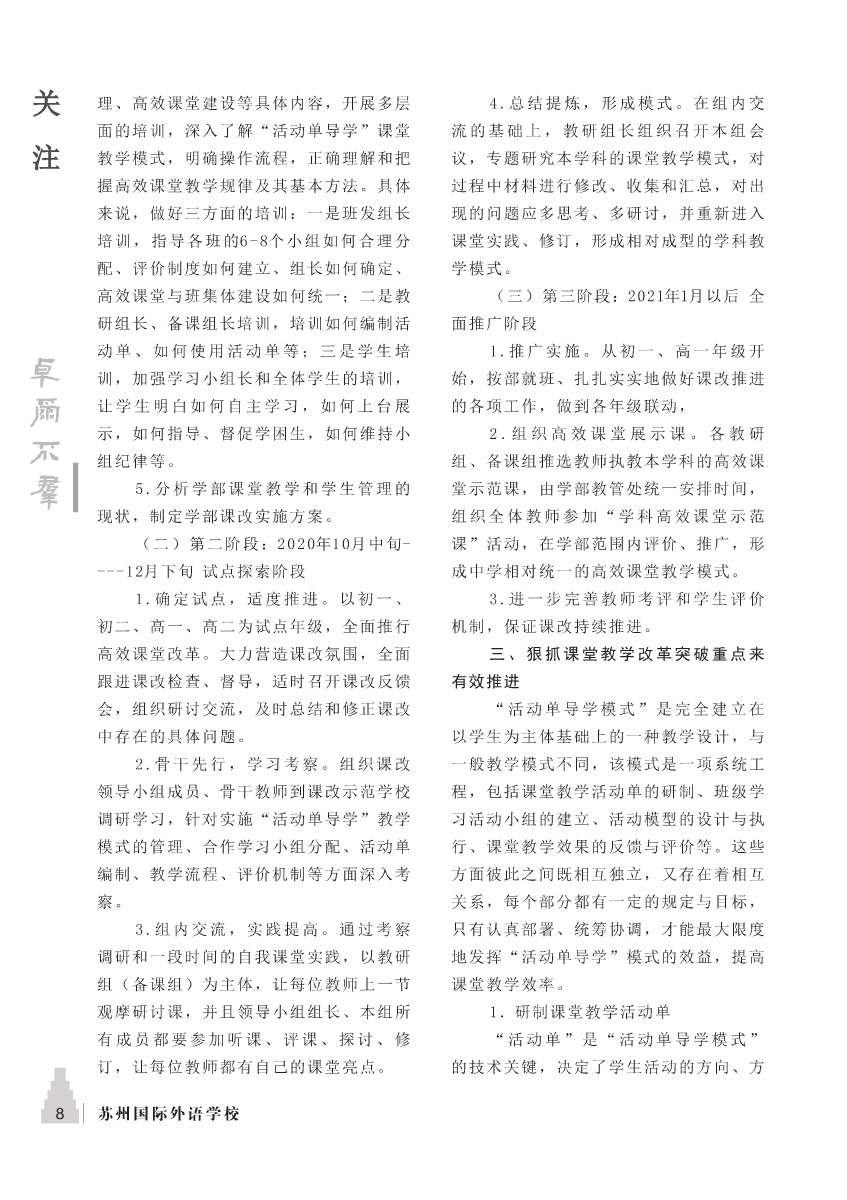 关
注
卓尔不群
理、高效课堂建设等具体内容，开展多层
面的培训，深入了解“活动单导学”课堂
教学模式，明确操作流程，正确理解和把
握高效课堂教学规律及其基本方法。具体
来说，做好三方面的培训：一是班发组长
培训，指导各班的6-8个小组如何合理分
配、评价制度如何建立、组长如何确定、
高效课堂与班集体建设如何统一；二是教
研组长、备课组长培训，培训如何编制活
动单、如何使用活动单等；三是学生培
训，加强学习小组长和全体学生的培训，
让学生明白如何自主学习，如何上台展
示，如何指导、督促学困生，如何维持小
组纪律等。
5.分析学部课堂教学和学生管理的
现状，制定学部课改实施方案。
（二）第二阶段：2020年10月中旬-
---12月下旬 试点探索阶段
1.确定试点，适度推进。以初一、
初二、高一、高二为试点年级，全面推行
高效课堂改革。大力营造课改氛围，全面
跟进课改检查、督导，适时召开课改反馈
会，组织研讨交流，及时总结和修正课改
中存在的具体问题。
2.骨干先行，学习考察。组织课改
领导小组成员、骨干教师到课改示范学校
调研学习，针对实施“活动单导学”教学
模式的管理、合作学习小组分配、活动单
编制、教学流程、评价机制等方面深入考
察。
3.组内交流，实践提高。通过考察
调研和一段时间的自我课堂实践，以教研
组（备课组）为主体，让每位教师上一节
观摩研讨课，并且领导小组组长、本组所
有成员都要参加听课、评课、探讨、修
订，让每位教师都有自己的课堂亮点。
4.总结提炼，形成模式。在组内交
流的基础上，教研组长组织召开本组会
议，专题研究本学科的课堂教学模式，对
过程中材料进行修改、收集和汇总，对出
现的问题应多思考、多研讨，并重新进入
课堂实践、修订，形成相对成型的学科教
学模式。
（三）第三阶段：2021年1月以后 全
面推广阶段
1.推广实施。从初一、高一年级开
始，按部就班、扎扎实实地做好课改推进
的各项工作，做到各年级联动，
2.组织高效课堂展示课。各教研
组、备课组推选教师执教本学科的高效课
堂示范课，由学部教管处统一安排时间，
组织全体教师参加“学科高效课堂示范
课”活动，在学部范围内评价、推广，形
成中学相对统一的高效课堂教学模式。
3.进一步完善教师考评和学生评价
机制，保证课改持续推进。
三、狠抓课堂教学改革突破重点来
有效推进
“活动单导学模式”是完全建立在
以学生为主体基础上的一种教学设计，与
一般教学模式不同，该模式是一项系统工
程，包括课堂教学活动单的研制、班级学
习活动小组的建立、活动模型的设计与执
行、课堂教学效果的反馈与评价等。这些
方面彼此之间既相互独立，又存在着相互
关系，每个部分都有一定的规定与目标，
只有认真部署、统筹协调，才能最大限度
地发挥“活动单导学”模式的效益，提高
课堂教学效率。
1．研制课堂教学活动单
“活动单”是“活动单导学模式”
的技术关键，决定了学生活动的方向、方
8
苏州国际外语学校